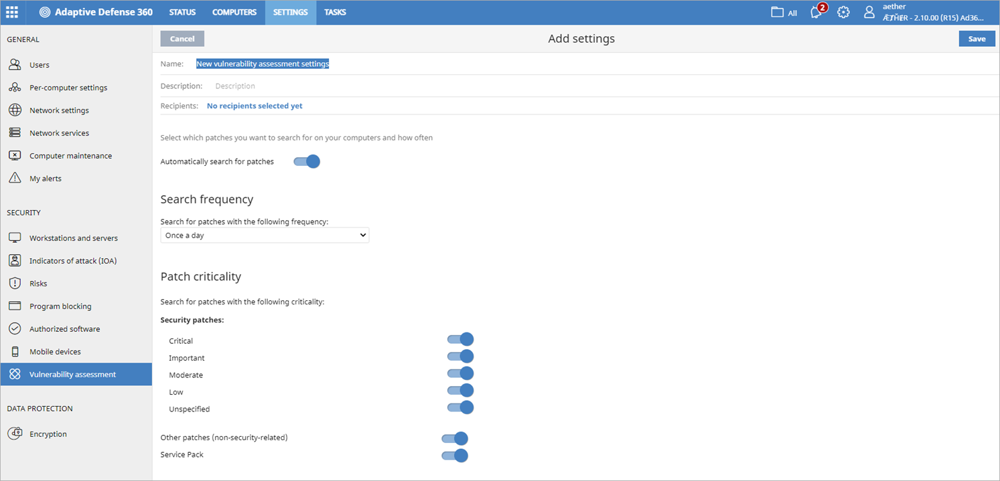 Adaptive Defense 360 STATUS COMPUTERS SETTINGS TASKS All 2 aether
ÆTHER - 2.10.00 (R15) Ad36...
GENERAL
Users
Per-computer settings
Network settings
Network services
Computer maintenance
My alerts
SECURITY
Workstations and servers
Indicators of attack (IOA)
Risks
Program blocking
Authorized software
Mobile devices
Vulnerability assessment
DATA PROTECTION
Encryption
Cancel Add settings Save
Name: New vulnerability assessment settings
Description: Description
Recipients: No recipients selected yet
Select which patches you want to search for on your computers and how often
Automatically search for patches
Search frequency
Search for patches with the following frequency:
Once a day
Patch criticality
Search for patches with the following criticality:
Security patches:
Critical
Important
Moderate
Low
Unspecified
Other patches (non-security-related)
Service Pack